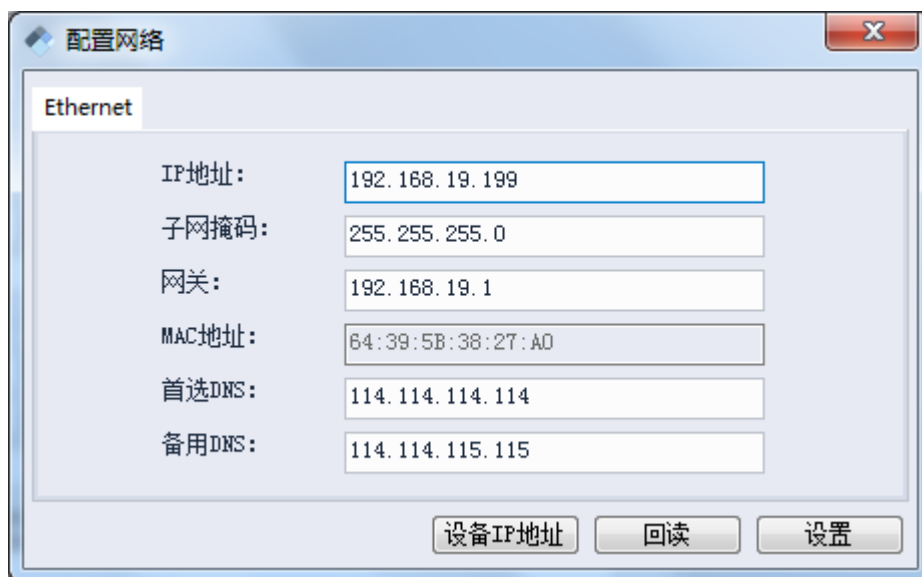 配置网络
Ethernet
IP地址: 192.168.19.199
子网掩码: 255.255.255.0
网关: 192.168.19.1
MAC地址: 64:39:5B:38:27:A0
首选DNS: 114.114.114.114
备用DNS: 114.114.115.115
设备IP地址 回读 设置